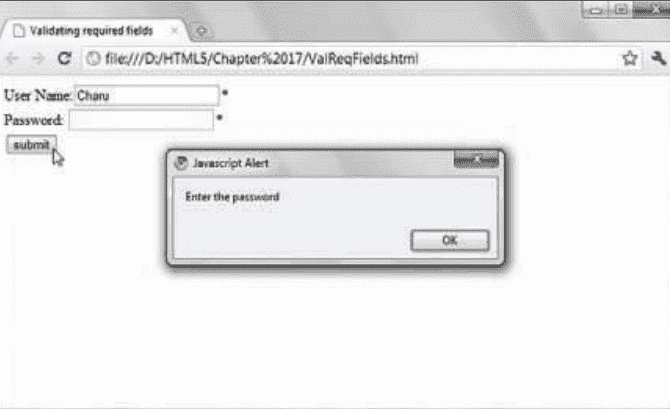 Validating required fields
file:///D:/HTML5/Chapter%2017/ValReqFields.html
User Name: Charu *
Password: *
submit
Javascript Alert
Enter the password
OK